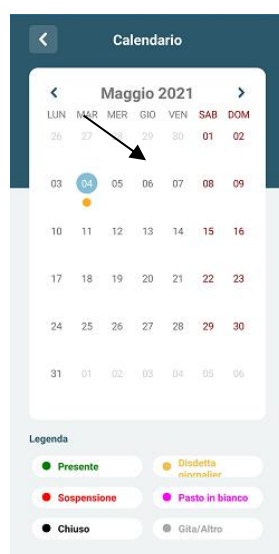 Calendario
Maggio 2021
LUN MAR MER GIO VEN SAB DOM
26 27 28 29 30 01 02
03 04 05 06 07 08 09
10 11 12 13 14 15 16
17 18 19 20 21 22 23
24 25 26 27 28 29 30
31 01 02 03 04 05 06
Legenda
Presente
Disdetta
giornalier
Sospensione
Pasto in bianco
Chiuso
Gita/Altro